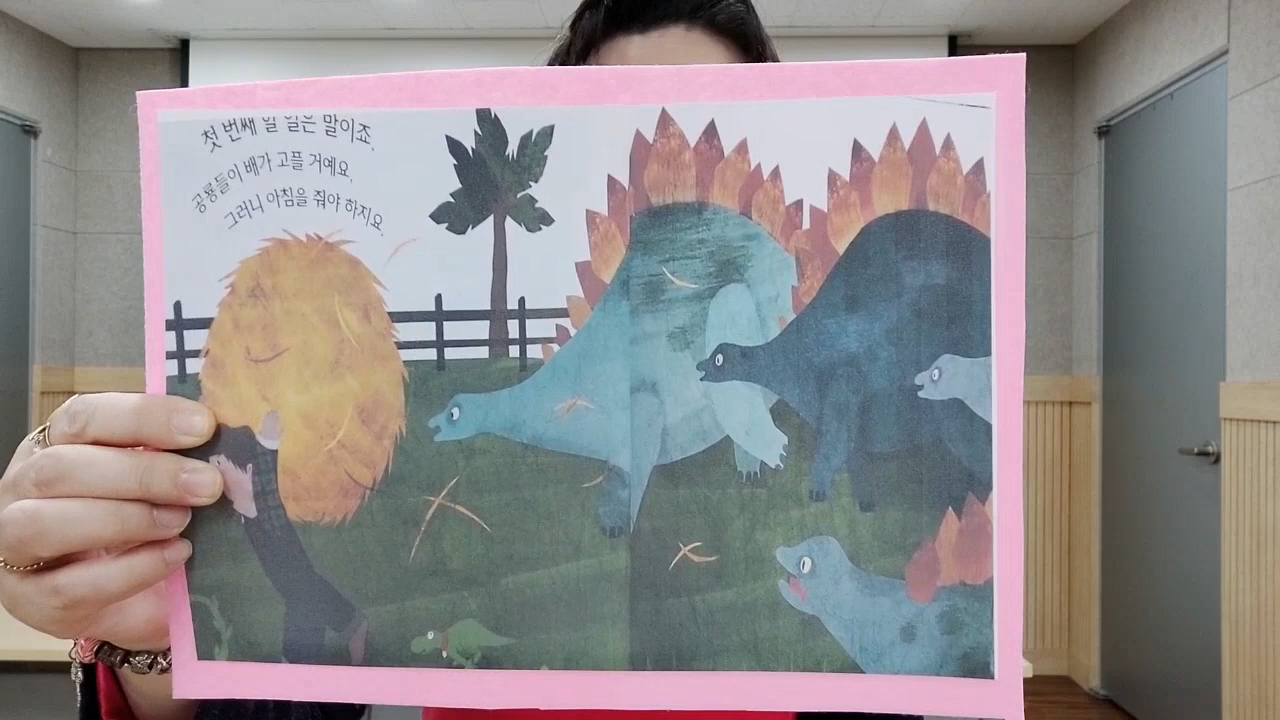 첫 번째 할 일은 말이죠.
공룡들이 배가 고플 거예요.
그러니 아침을 줘야 하지요.